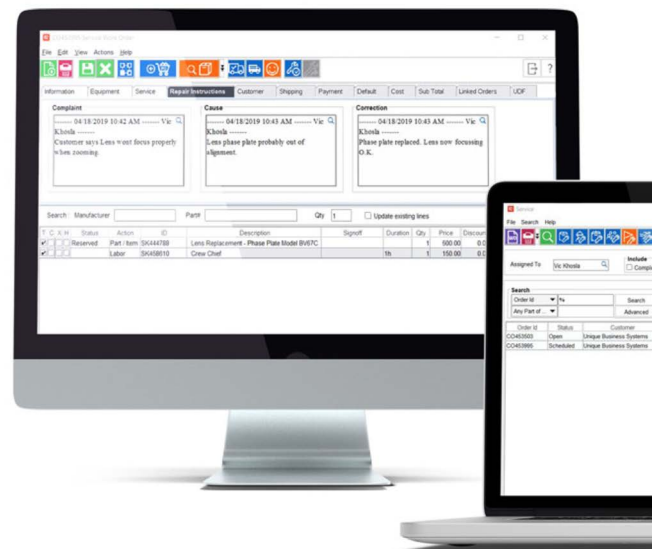 File Edit View Actions Help
Information Equipment Service Repair Instructions Customer Shipping Payment Default Cost Sub Total Linked Orders UDF
Complaint
------ 04/18/2019 10:42 AM ------- Vic
Khosla -------
Customer says Lens went focus properly
when zooming.
Cause
------ 04/18/2019 10:43 AM ------- Vic
Khosla -------
Lens phase plate probably out of
alignment.
Correction
------ 04/18/2019 10:43 AM ------- Vic
Khosla -------
Phase plate replaced. Lens now focussing
O.K.
Search Manufacturer Part# Qty 1 Update existing lines
T C X H Status Action ID Description Signoff Duration Qty Price Discoun
Reserved Part / Item SK444789 Lens Replacement - Phase Plate Model BV67C 1 500.00 0.0
Labor SK458610 Crew Chief 1h 1 150.00 0.0
Service
File Search Help
Assigned To Vic Khosla Include
Compl
Search
Order Id % Search
Any Part of ... Advanced
Order Id Status Customer
CO453503 Open Unique Business Systems
CO453995 Scheduled Unique Business Systems